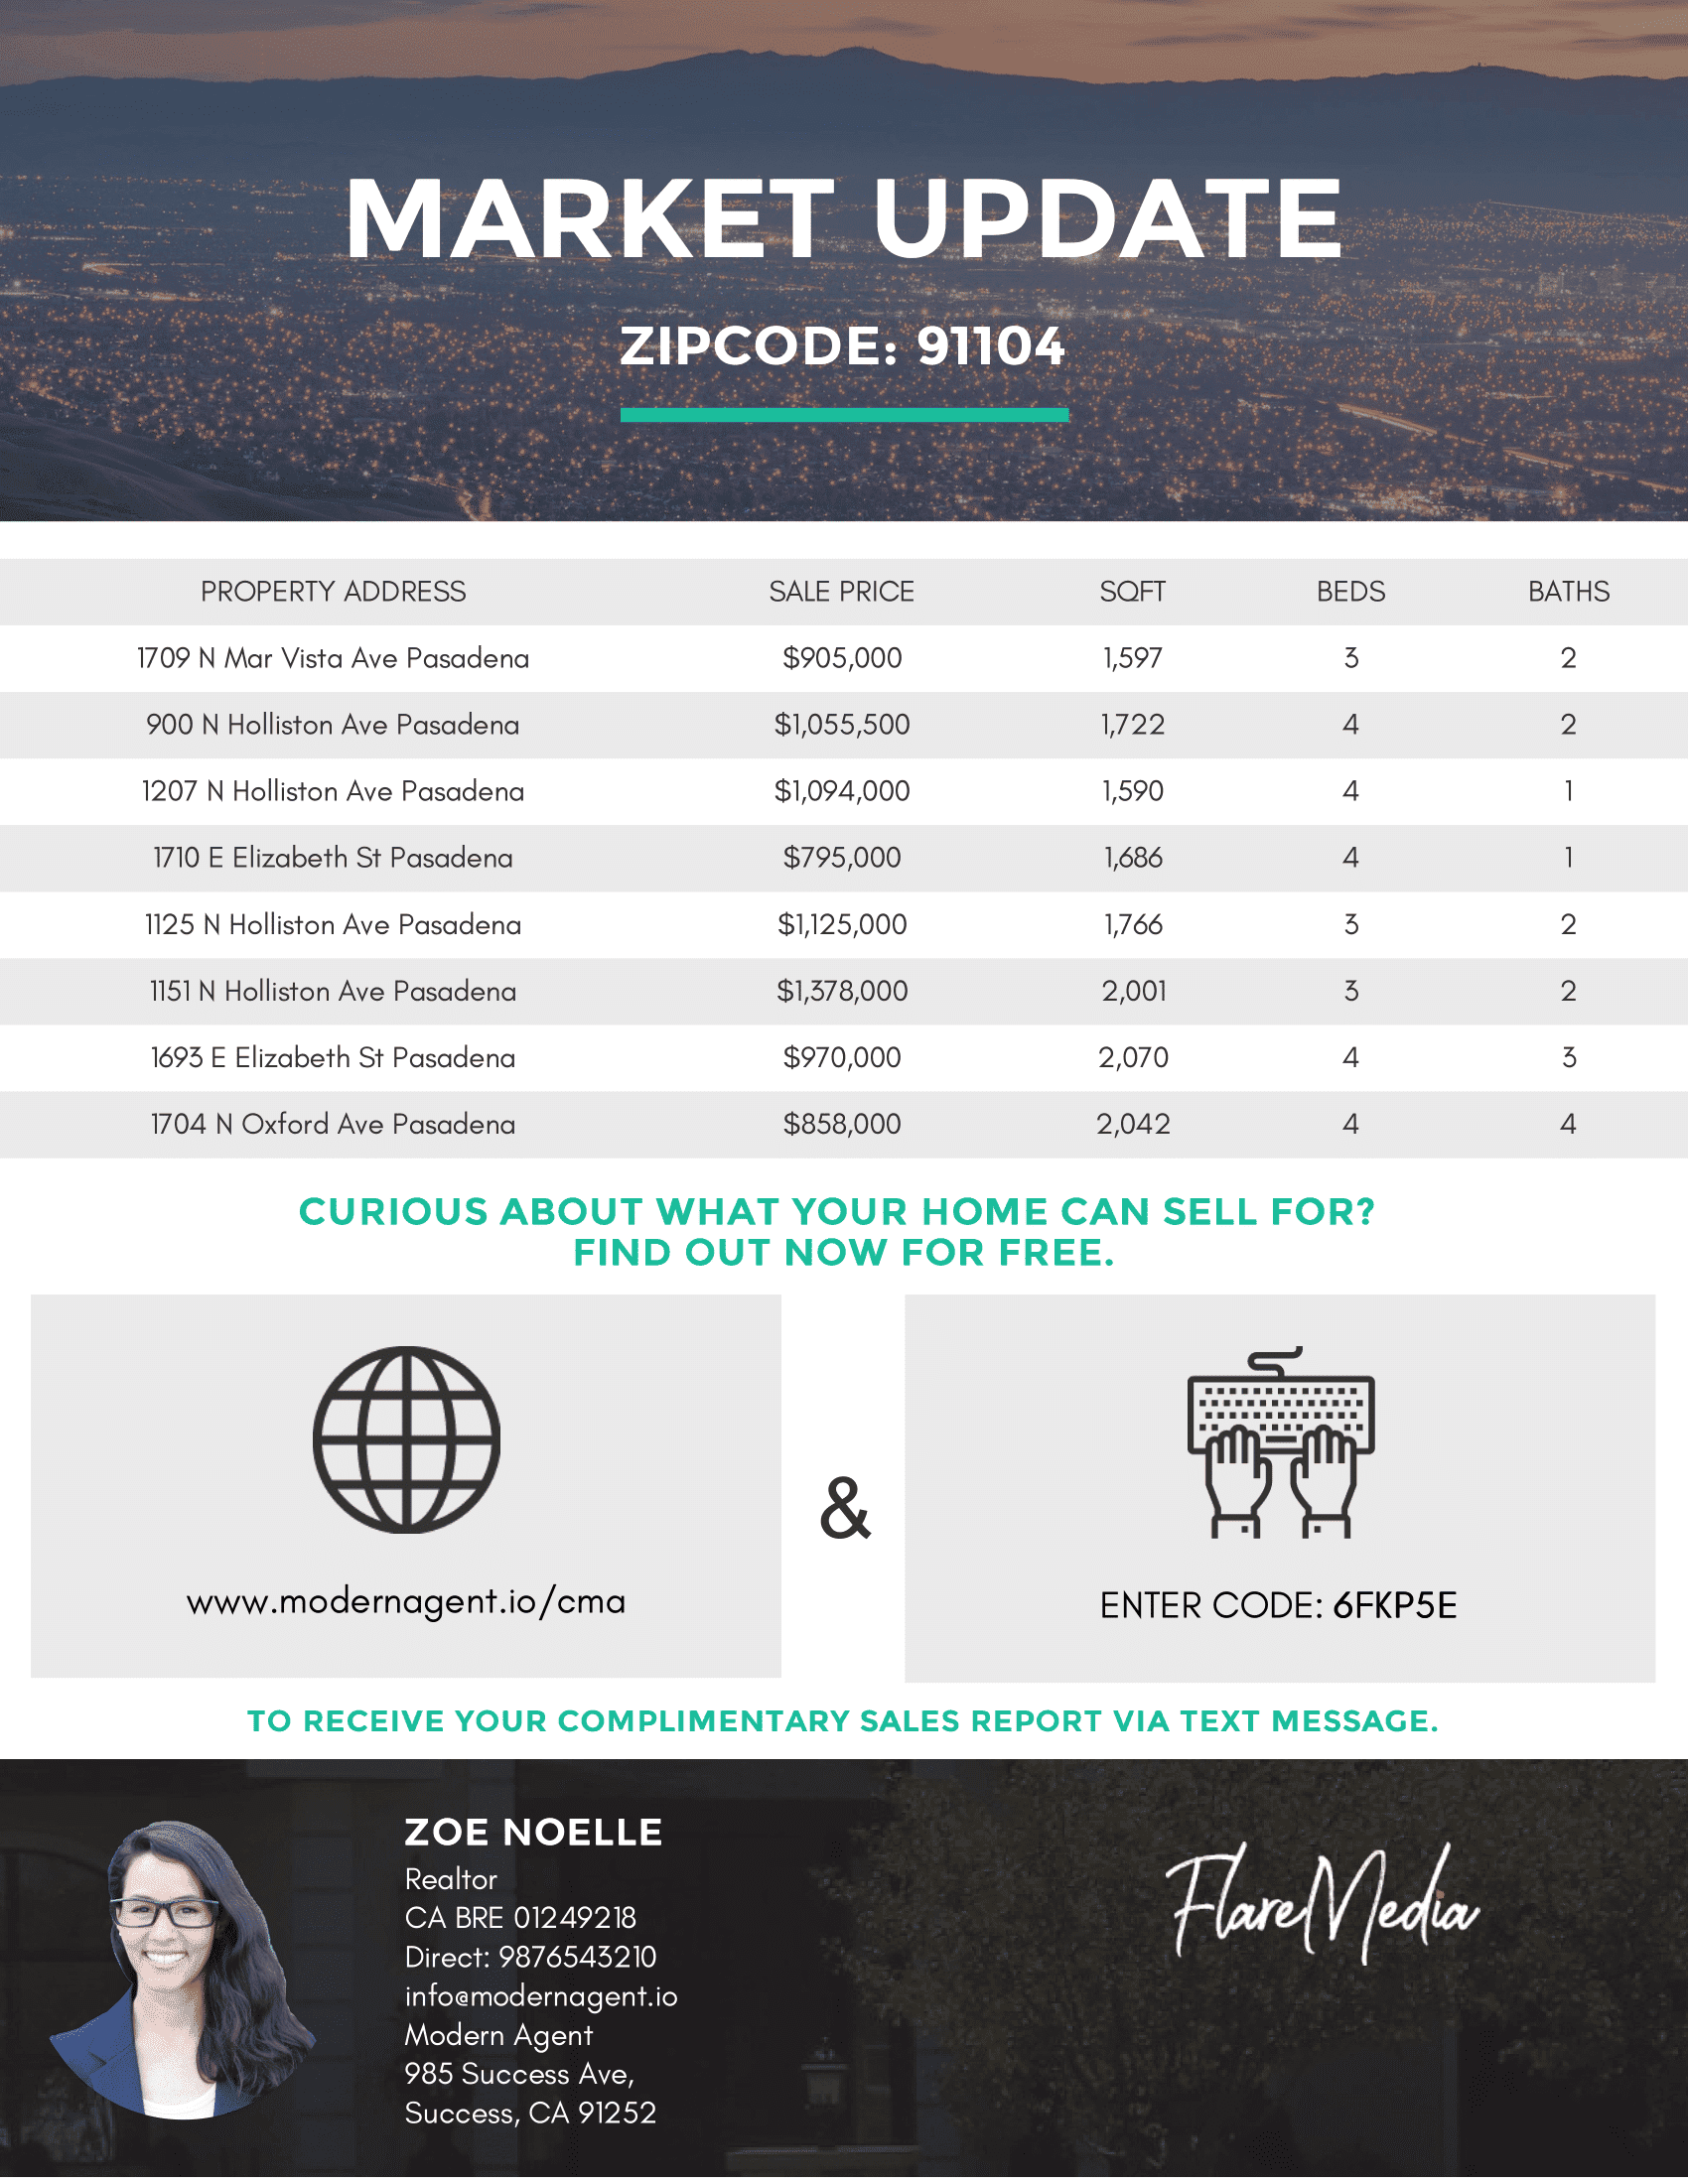 MARKET UPDATE
ZIPCODE: 91104
PROPERTY ADDRESS SALE PRICE SQFT BEDS BATHS
1709 N Mar Vista Ave Pasadena $905,000 1,597 3 2
900 N Holliston Ave Pasadena $1,055,500 1,722 4 2
1207 N Holliston Ave Pasadena $1,094,000 1,590 4 1
1710 E Elizabeth St Pasadena $795,000 1,686 4 1
1125 N Holliston Ave Pasadena $1,125,000 1,766 3 2
1151 N Holliston Ave Pasadena $1,378,000 2,001 3 2
1693 E Elizabeth St Pasadena $970,000 2,070 4 3
1704 N Oxford Ave Pasadena $858,000 2,042 4 4
CURIOUS ABOUT WHAT YOUR HOME CAN SELL FOR?
FIND OUT NOW FOR FREE.
www.modernagent.io/cma
&
ENTER CODE: 6FKP5E
TO RECEIVE YOUR COMPLIMENTARY SALES REPORT VIA TEXT MESSAGE.
ZOE NOELLE
Realtor
CA BRE 01249218
Direct: 9876543210
info@modernagent.io
Modern Agent
985 Success Ave,
Success, CA 91252
FlareMedia